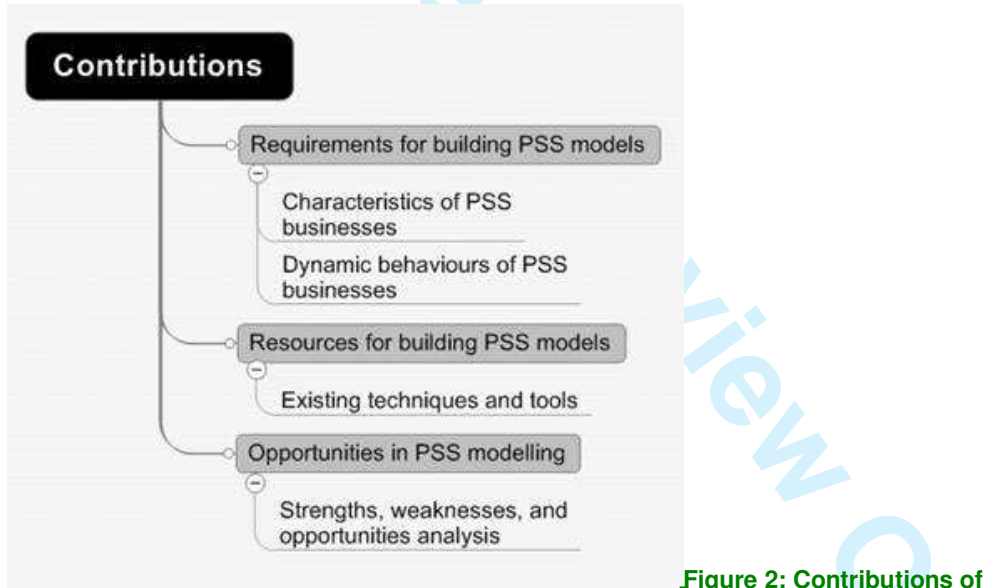 Contributions
Requirements for building PSS models
Characteristics of PSS
businesses
Dynamic behaviours of PSS
businesses
Resources for building PSS models
Existing techniques and tools
Opportunities in PSS modelling
Strengths, weaknesses, and
opportunities analysis
Figure 2: Contributions of